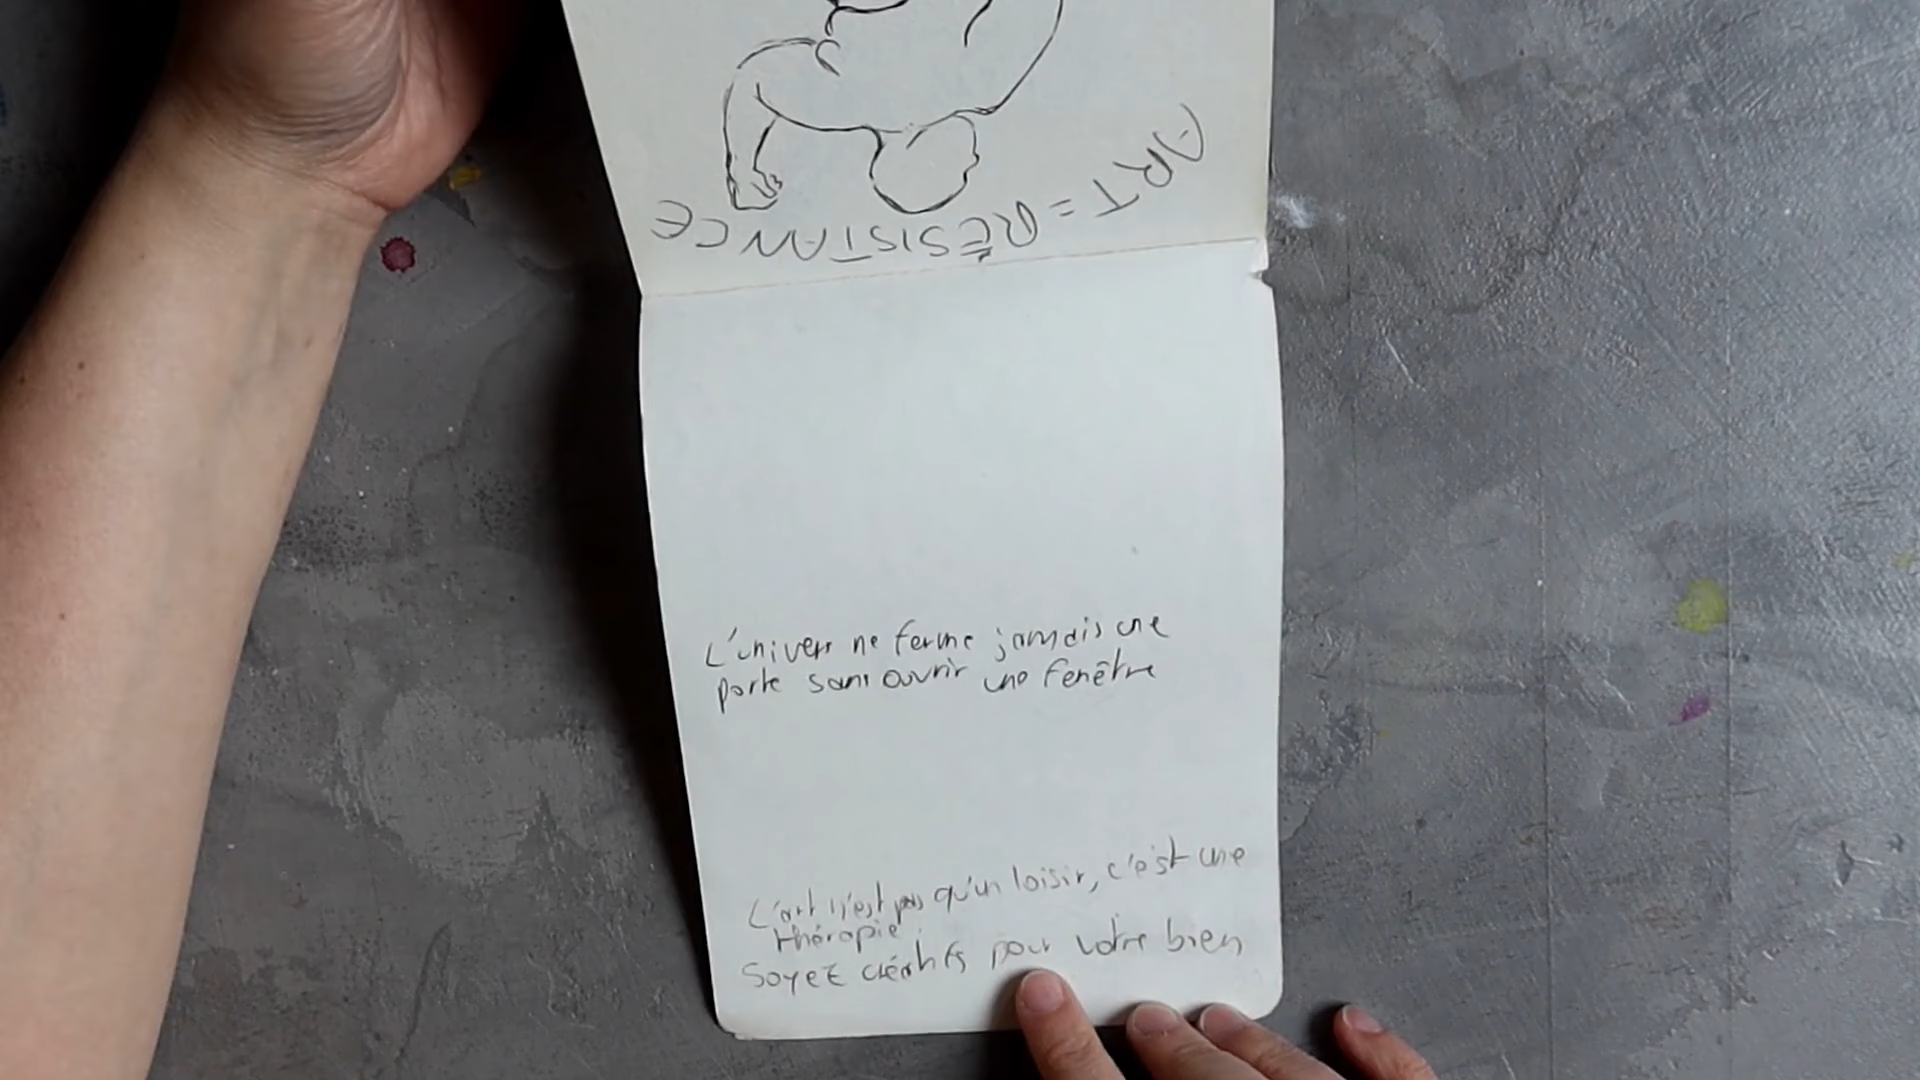 ART = RÉSISTANCE
L'univers ne ferme jamais une
porte sans ouvrir une fenêtre
L'art n'est pas qu'un loisir, c'est une
thérapie.
Soyez créatifs pour votre bien